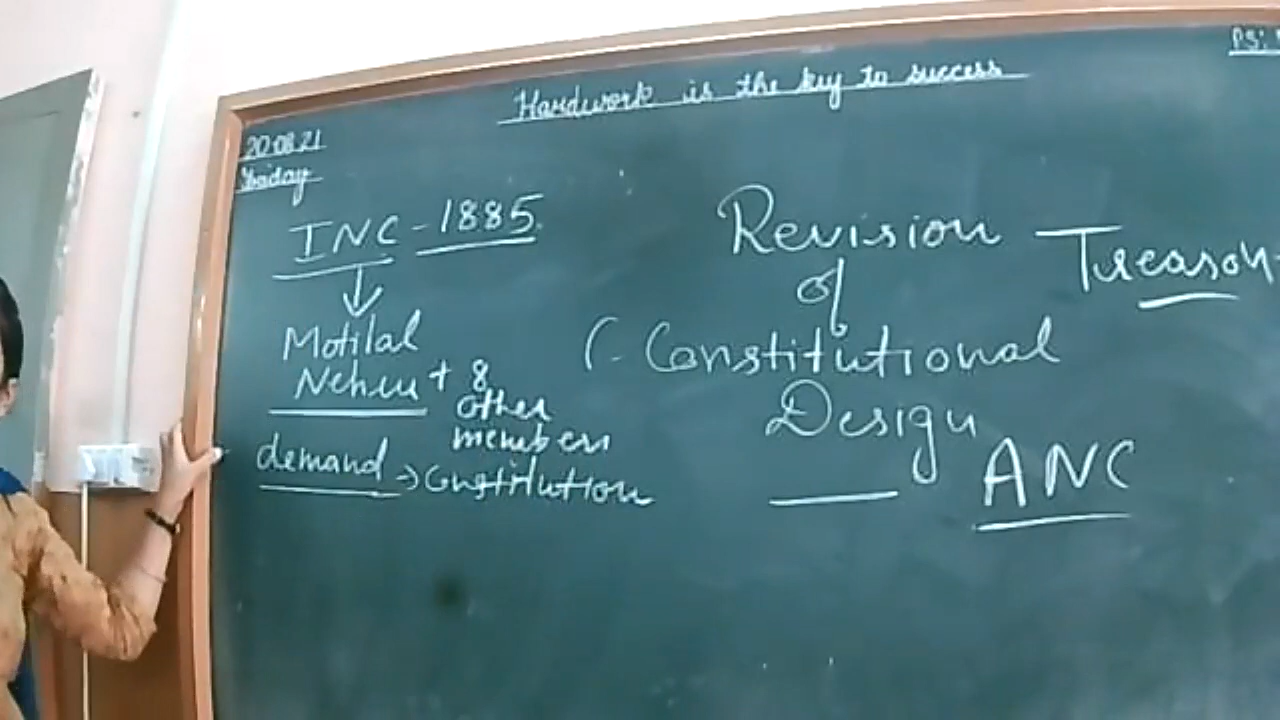 Hardwork is the key to success
PS:
20.08.21
Friday
INC - 1885
↓
Motilal
Nehru + 8
other
members
demand → Constitution
Revision
of
Constitutional
Design
Treason
ANC